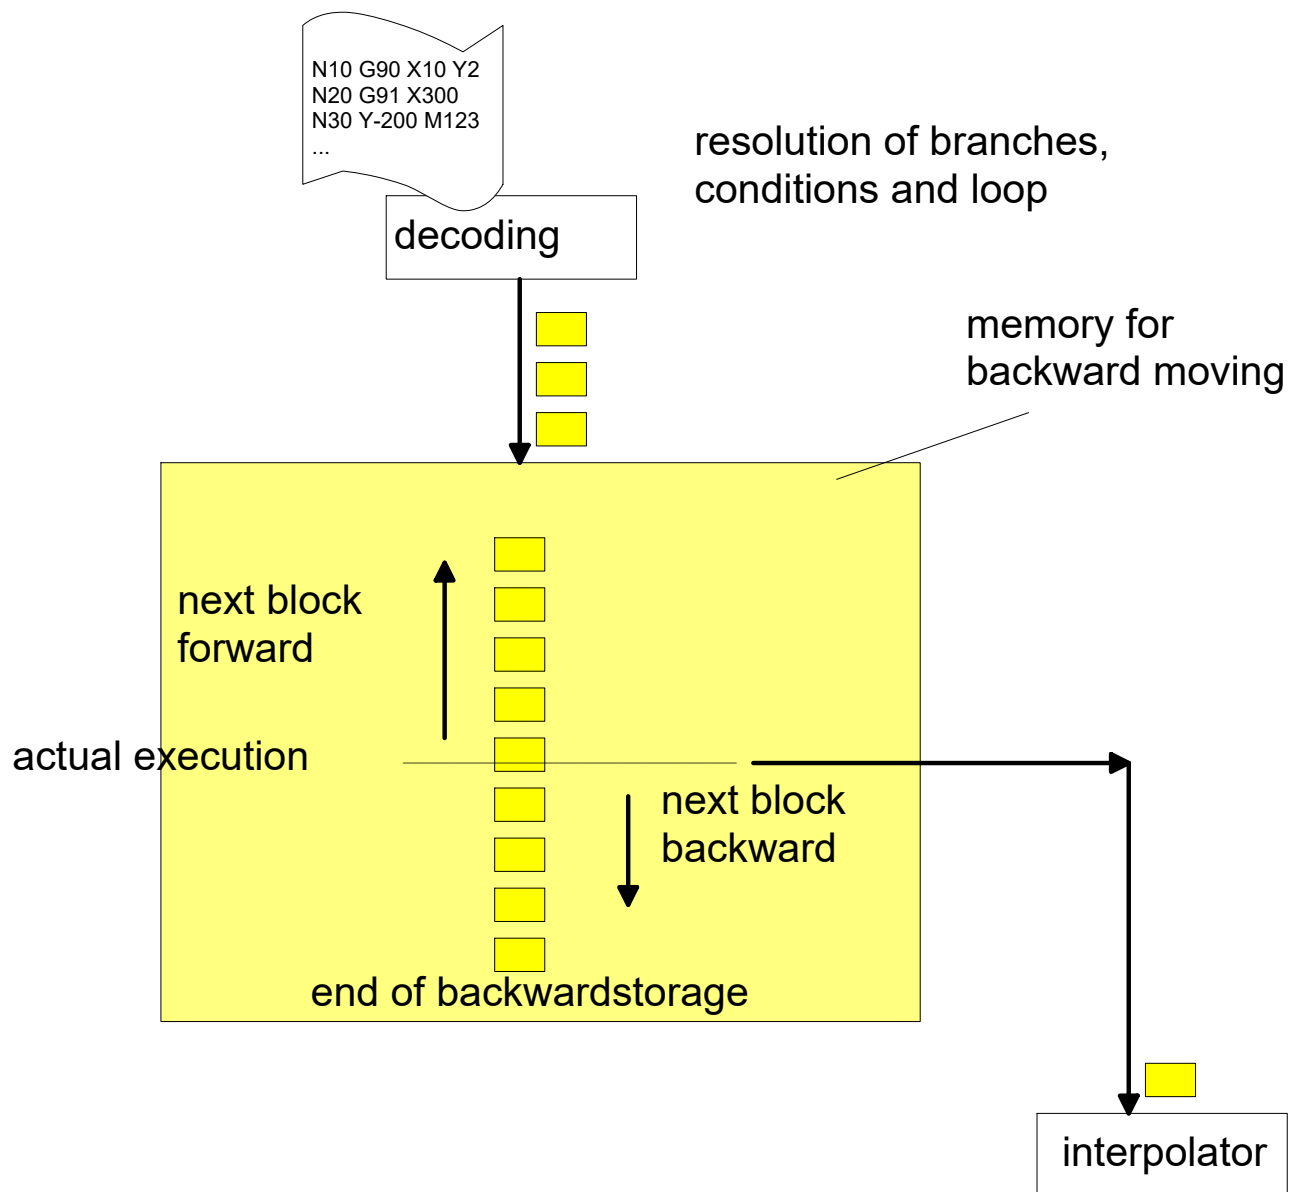 N10 G90 X10 Y2
N20 G91 X300
N30 Y-200 M123
...
resolution of branches,
conditions and loop
decoding
memory for
backward moving
next block
forward
actual execution
next block
backward
end of backwardstorage
interpolator